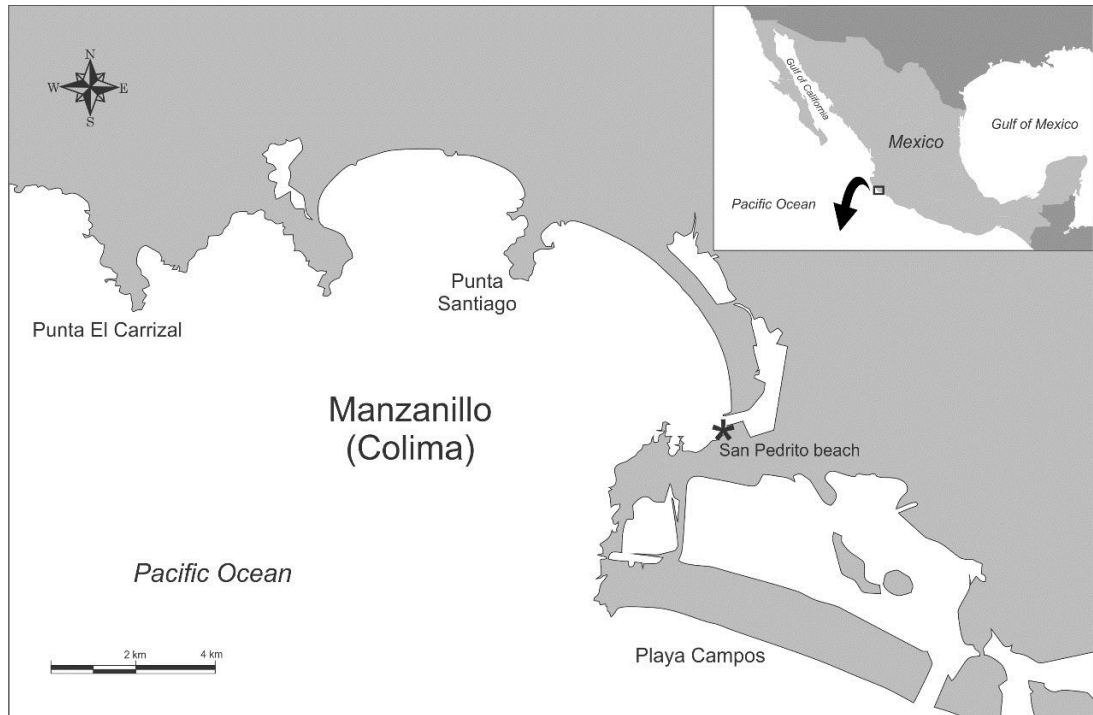 N
W E
S
Gulf of California
Mexico
Gulf of Mexico
Pacific Ocean
Punta
Santiago
Punta El Carrizal
Manzanillo
(Colima)
San Pedrito beach
Pacific Ocean
Playa Campos
2 km 4 km